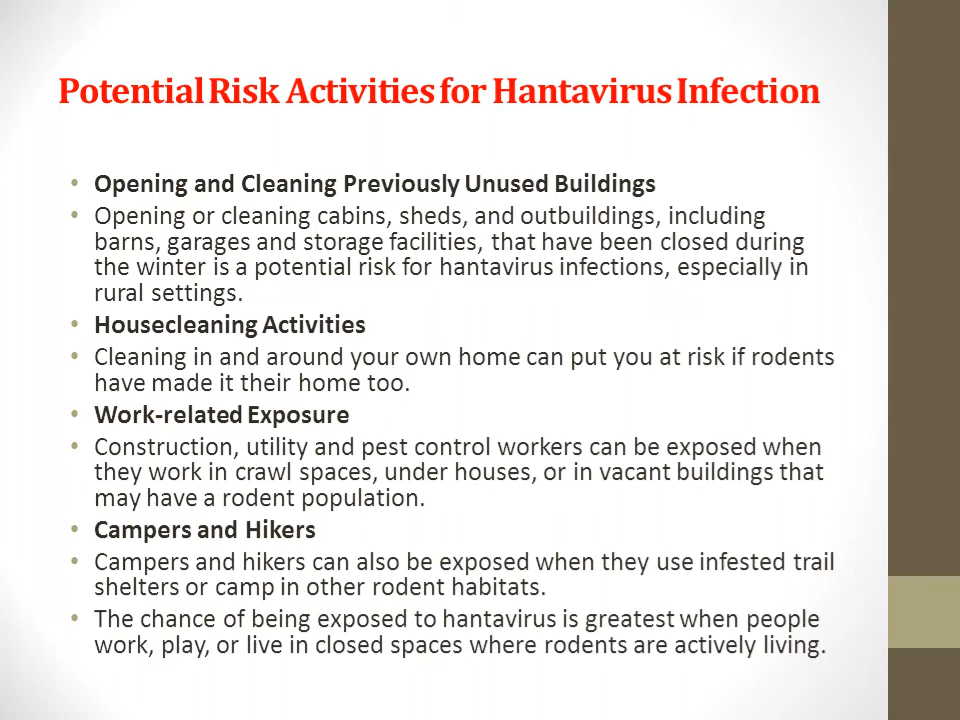 Potential Risk Activities for Hantavirus Infection
• Opening and Cleaning Previously Unused Buildings
• Opening or cleaning cabins, sheds, and outbuildings, including
barns, garages and storage facilities, that have been closed during
the winter is a potential risk for hantavirus infections, especially in
rural settings.
• Housecleaning Activities
• Cleaning in and around your own home can put you at risk if rodents
have made it their home too.
• Work-related Exposure
• Construction, utility and pest control workers can be exposed when
they work in crawl spaces, under houses, or in vacant buildings that
may have a rodent population.
• Campers and Hikers
• Campers and hikers can also be exposed when they use infested trail
shelters or camp in other rodent habitats.
• The chance of being exposed to hantavirus is greatest when people
work, play, or live in closed spaces where rodents are actively living.